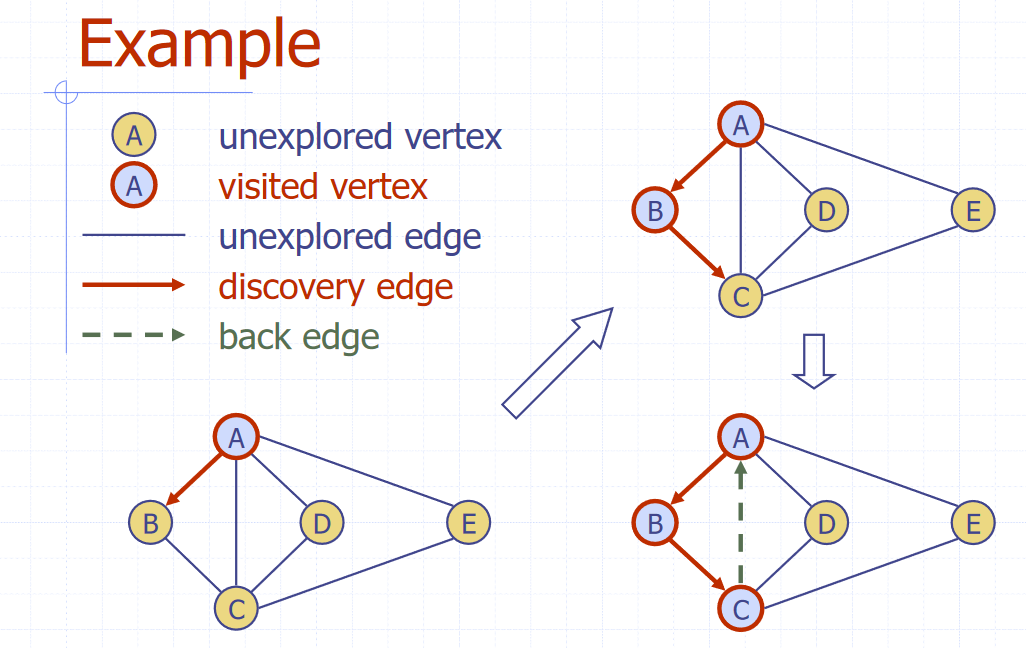 Example
A unexplored vertex
A visited vertex
unexplored edge
discovery edge
back edge
A
B
D
E
C
A
B
D
E
C
A
B
D
E
C